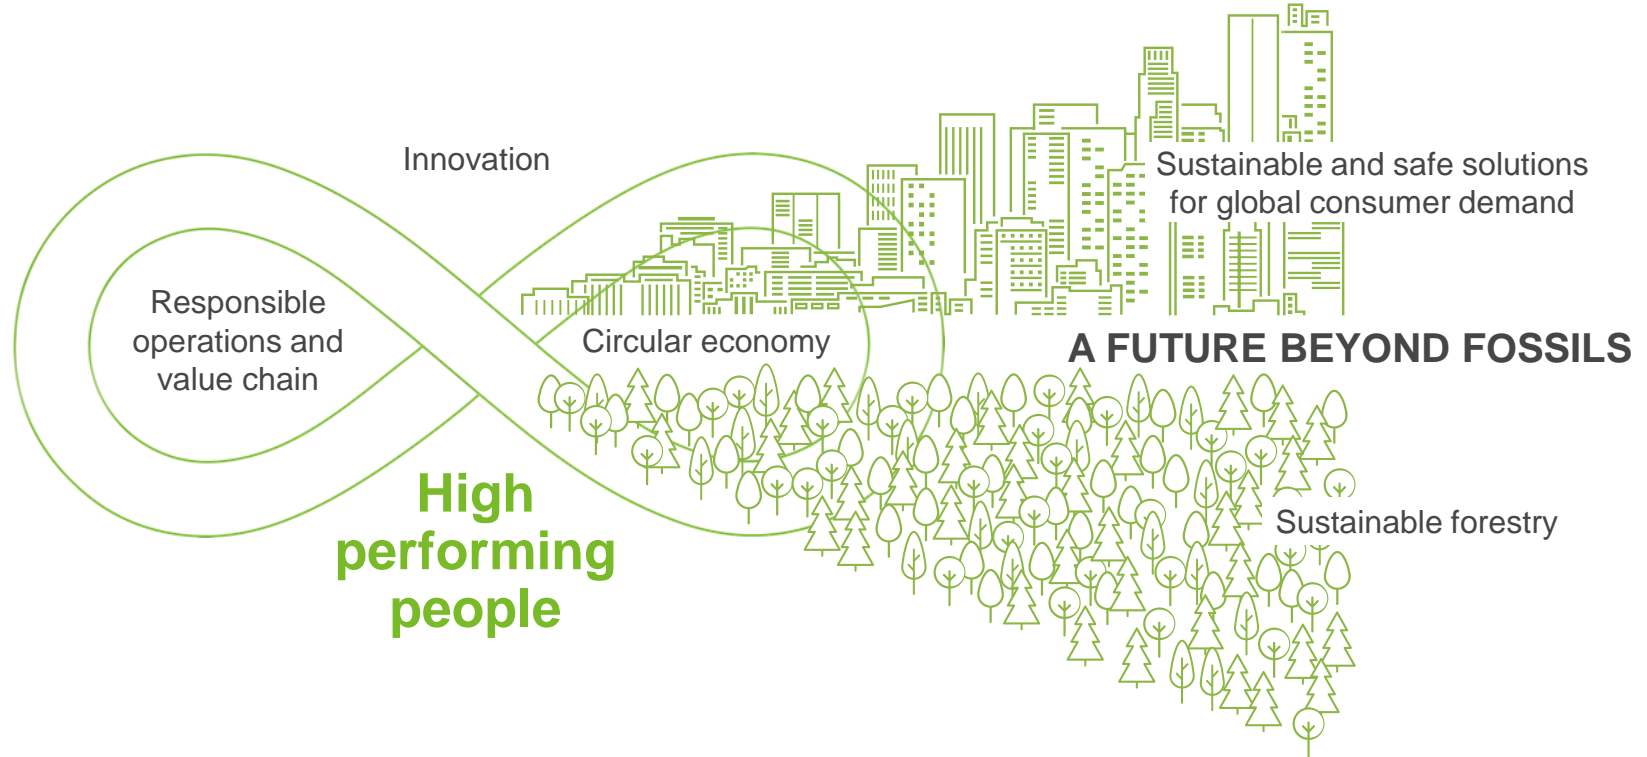 Innovation
Sustainable and safe solutions
for global consumer demand
Responsible
operations and
value chain
Circular economy
A FUTURE BEYOND FOSSILS
High
performing
people
Sustainable forestry